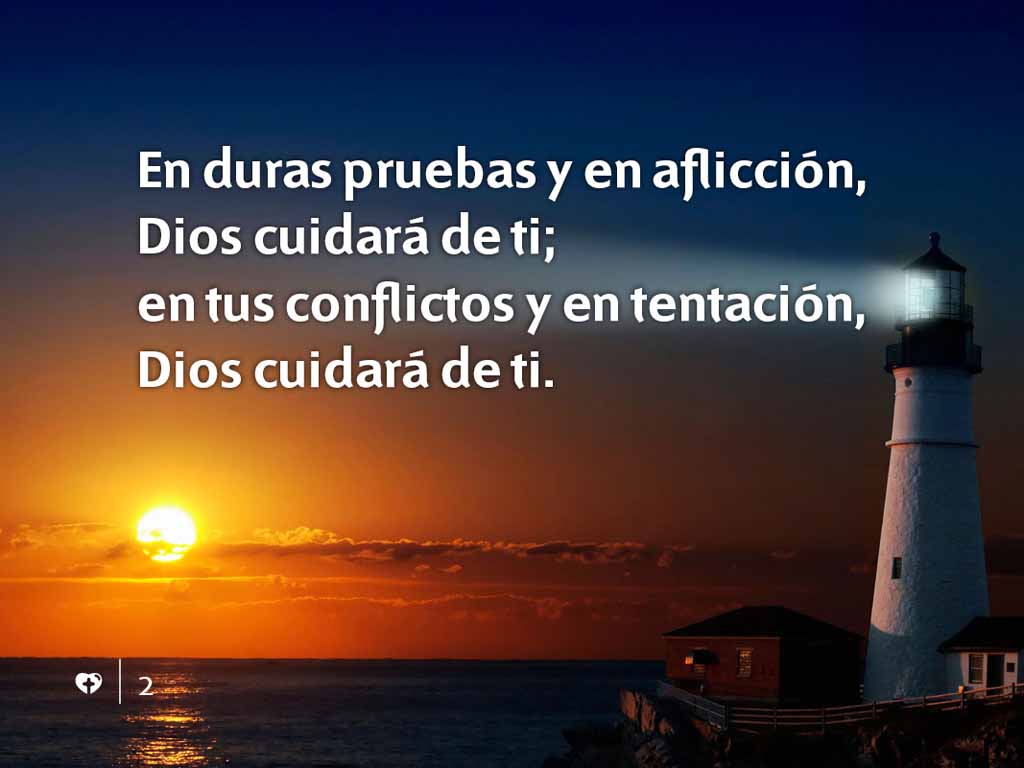 En duras pruebas y en aflicción,
Dios cuidará de ti;
en tus conflictos y en tentación,
Dios cuidará de ti.
2